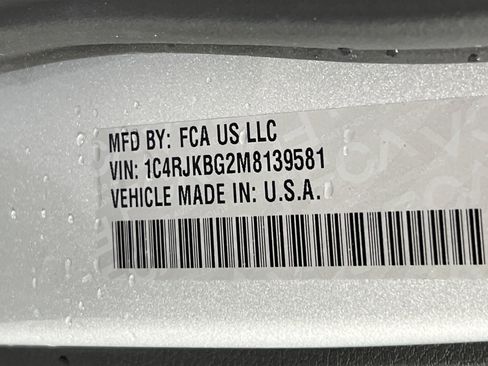 MFD BY: FCA US LLC
VIN: 1C4RJKBG2M8139581
VEHICLE MADE IN: U.S.A.